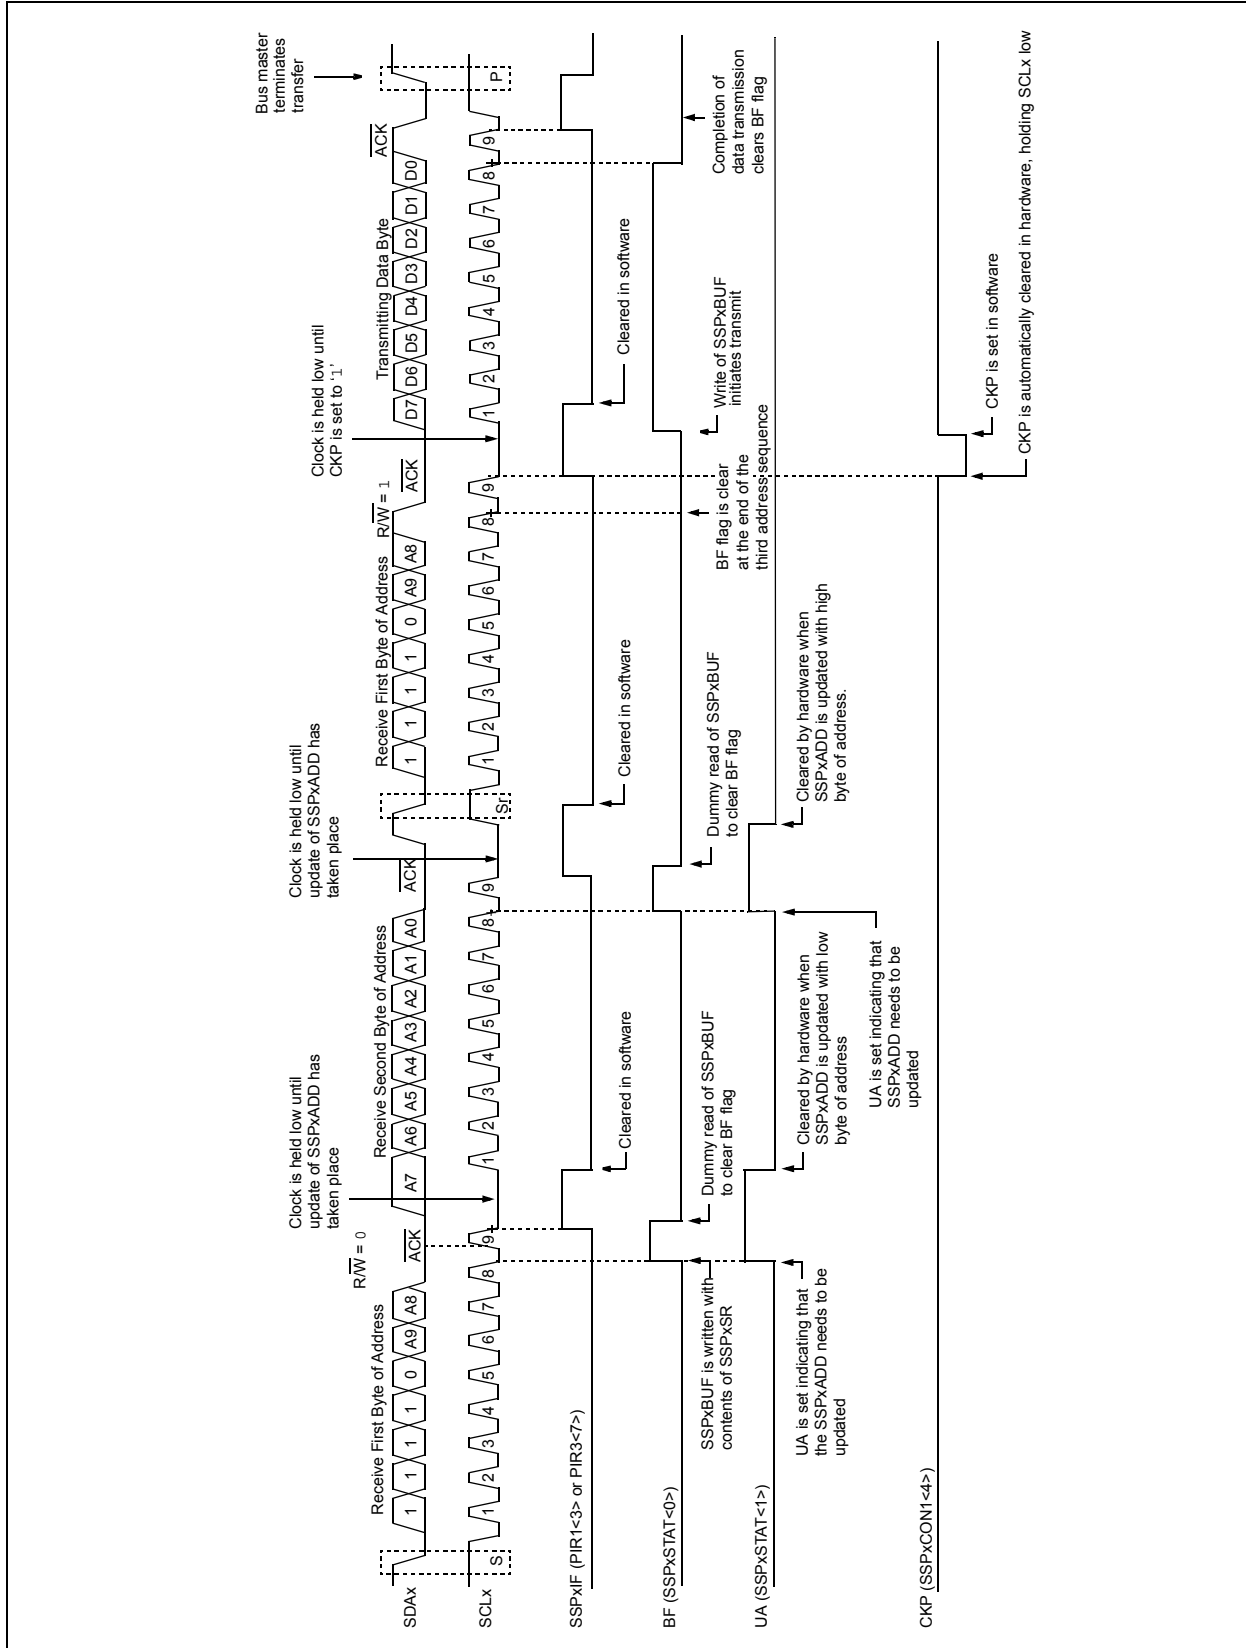 Bus master
terminates
transfer
Clock is held low until
update of SSPxADD has
taken place
Clock is held low until
update of SSPxADD has
taken place
Clock is held low until
CKP is set to ‘1’
Receive First Byte of Address
R/W = 0
ACK
Receive Second Byte of Address
ACK
Receive First Byte of Address
R/W = 1
ACK
Transmitting Data Byte
ACK
SDAx
1 1 1 1 0 A9 A8
A7 A6 A5 A4 A3 A2 A1 A0
1 1 1 1 0 A9 A8
D7 D6 D5 D4 D3 D2 D1 D0
SCLx
S
1 2 3 4 5 6 7 8 9
1 2 3 4 5 6 7 8 9
Sr
1 2 3 4 5 6 7 8 9
1 2 3 4 5 6 7 8 9
P
SSPxIF (PIR1<3> or PIR3<7>)
Cleared in software
Cleared in software
Cleared in software
BF (SSPxSTAT<0>)
SSPxBUF is written with
contents of SSPxSR
Dummy read of SSPxBUF
to clear BF flag
Dummy read of SSPxBUF
to clear BF flag
BF flag is clear
at the end of the
third address sequence
Write of SSPxBUF
initiates transmit
Completion of
data transmission
clears BF flag
UA (SSPxSTAT<1>)
UA is set indicating that
the SSPxADD needs to be
updated
Cleared by hardware when
SSPxADD is updated with low
byte of address
UA is set indicating that
SSPxADD needs to be
updated
Cleared by hardware when
SSPxADD is updated with high
byte of address.
CKP (SSPxCON1<4>)
CKP is set in software
CKP is automatically cleared in hardware, holding SCLx low